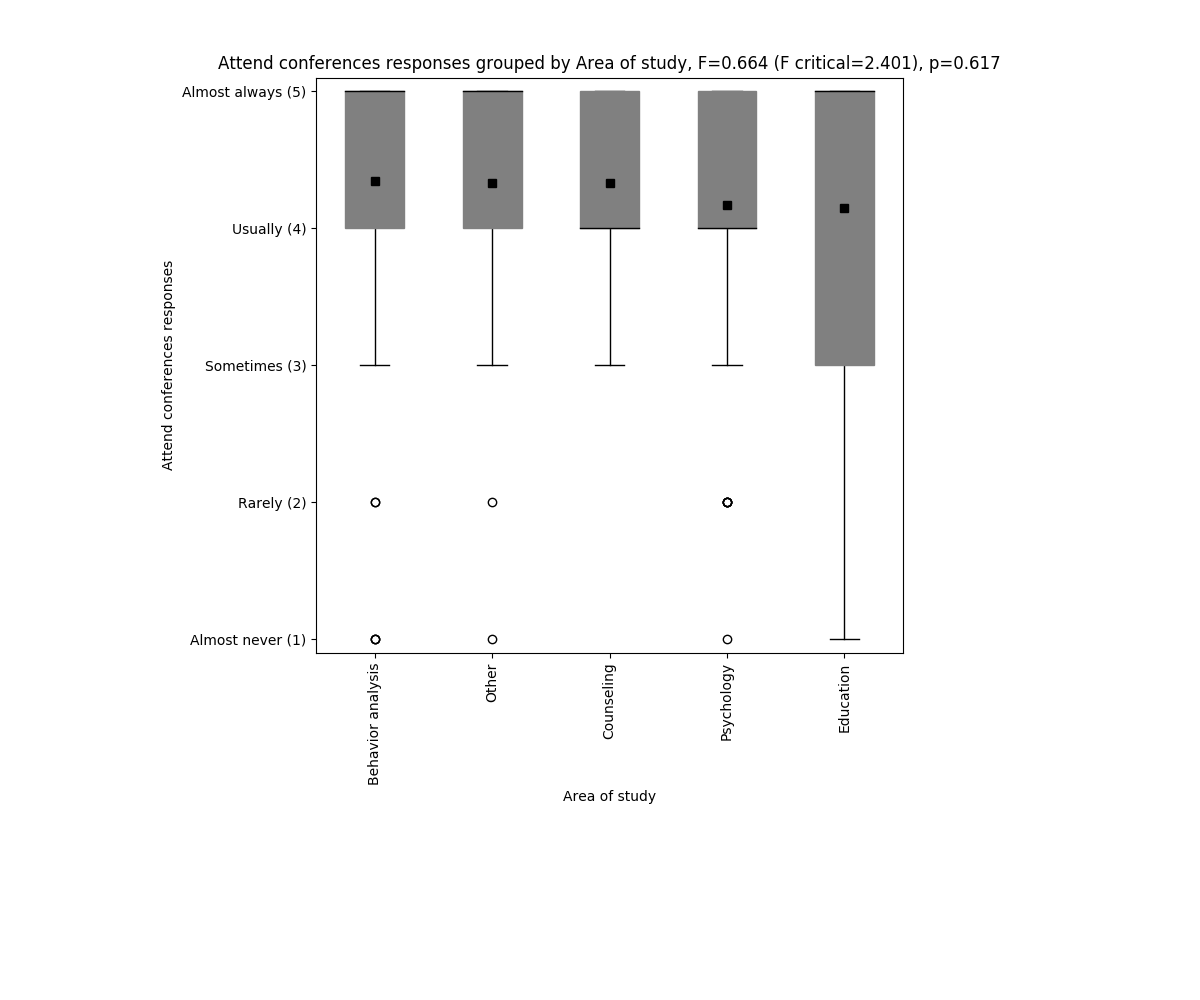 Attend conferences responses grouped by Area of study, F=0.664 (F critical=2.401), p=0.617
Almost always (5)
Usually (4)
Sometimes (3)
Rarely (2)
Almost never (1)
Attend conferences responses
Behavior analysis
Other
Counseling
Psychology
Education
Area of study